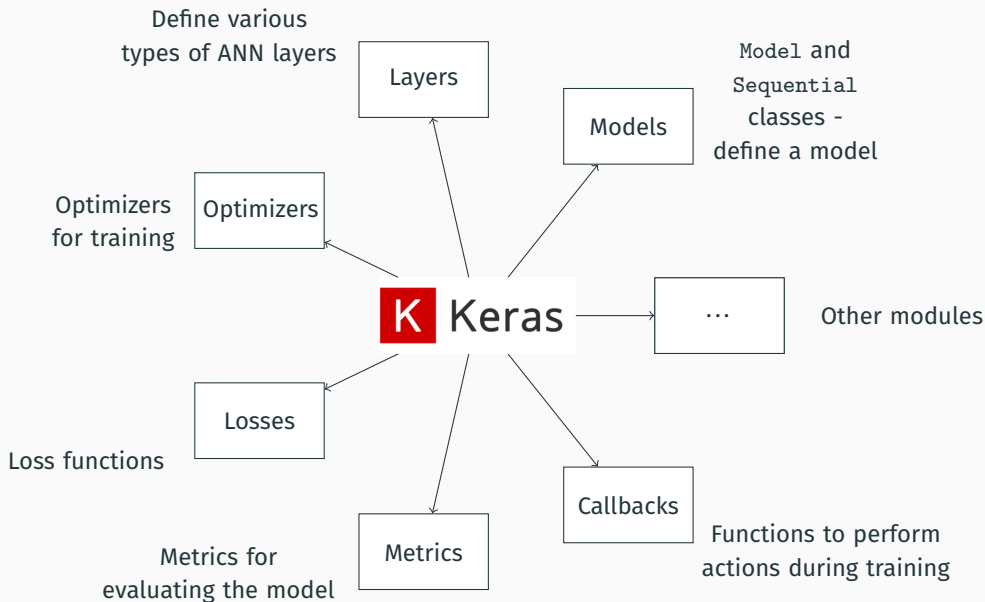 Define various
types of ANN layers
Layers
Model and
Sequential
classes -
define a model
Models
Optimizers
for training
Optimizers
K Keras
...
Other modules
Losses
Loss functions
Callbacks
Functions to perform
actions during training
Metrics for
evaluating the model
Metrics